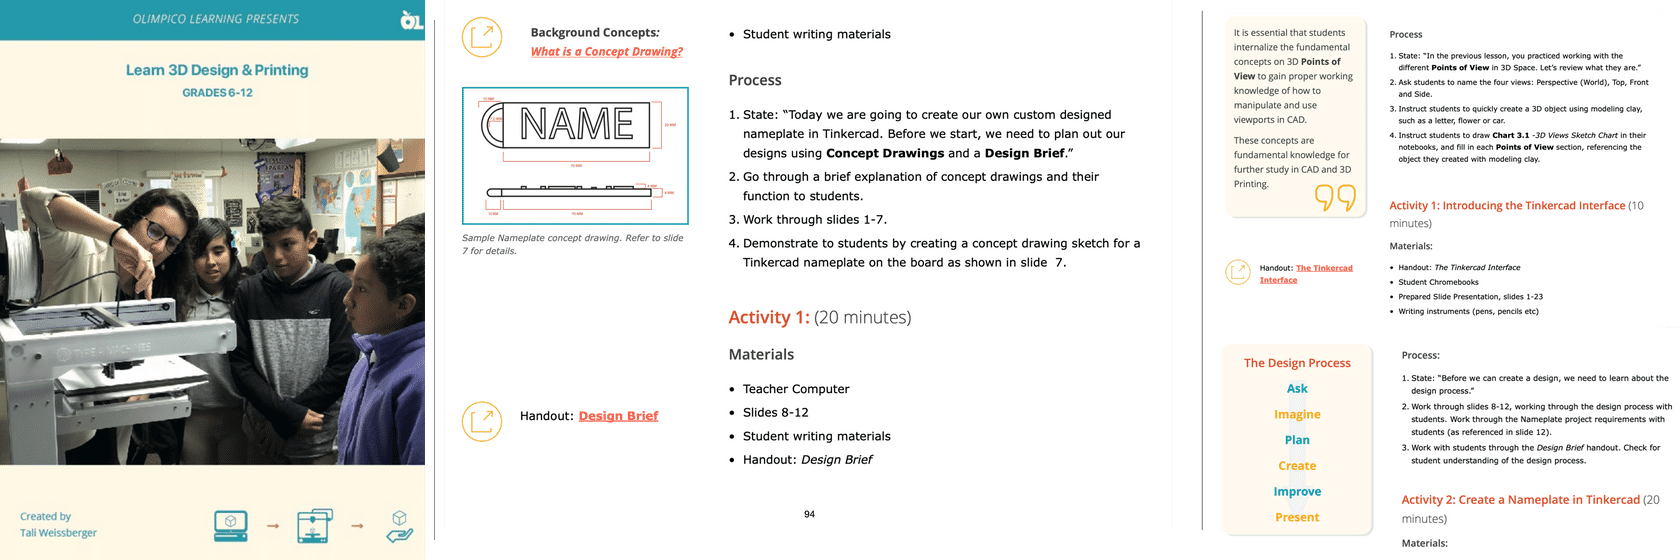 OLIMPICO LEARNING PRESENTS
ŌL
Learn 3D Design & Printing
GRADES 6-12
Created by
Tali Weissberger
Background Concepts:
What is a Concept Drawing?
NAME
Sample Nameplate concept drawing. Refer to slide
7 for details.
Handout: Design Brief
• Student writing materials
Process
1. State: “Today we are going to create our own custom designed
nameplate in Tinkercad. Before we start, we need to plan out our
designs using Concept Drawings and a Design Brief.”
2. Go through a brief explanation of concept drawings and their
function to students.
3. Work through slides 1-7.
4. Demonstrate to students by creating a concept drawing sketch for a
Tinkercad nameplate on the board as shown in slide 7.
Activity 1: (20 minutes)
Materials
• Teacher Computer
• Slides 8-12
• Student writing materials
• Handout: Design Brief
94
It is essential that students
internalize the fundamental
concepts on 3D Points of
View to gain proper working
knowledge of how to
manipulate and use
viewports in CAD.
These concepts are
fundamental knowledge for
further study in CAD and 3D
Printing.
Handout: The Tinkercad
Interface
Process
1. State: “In the previous lesson, you practiced working with the
different Points of View in 3D Space. Let’s review what they are.”
2. Ask students to name the four views: Perspective (World), Top, Front
and Side.
3. Instruct students to quickly create a 3D object using modeling clay,
such as a letter, flower or car.
4. Instruct students to draw Chart 3.1 -3D Views Sketch Chart in their
notebooks, and fill in each Points of View section, referencing the
object they created with modeling clay.
Activity 1: Introducing the Tinkercad Interface (10
minutes)
Materials:
• Handout: The Tinkercad Interface
• Student Chromebooks
• Prepared Slide Presentation, slides 1-23
• Writing instruments (pens, pencils etc)
The Design Process
Ask
Imagine
Plan
Create
Improve
Present
Process:
1. State: “Before we can create a design, we need to learn about the
design process.”
2. Work through slides 8-12, working through the design process with
students. Work through the Nameplate project requirements with
students (as referenced in slide 12).
3. Work with students through the Design Brief handout. Check for
student understanding of the design process.
Activity 2: Create a Nameplate in Tinkercad (20
minutes)
Materials: